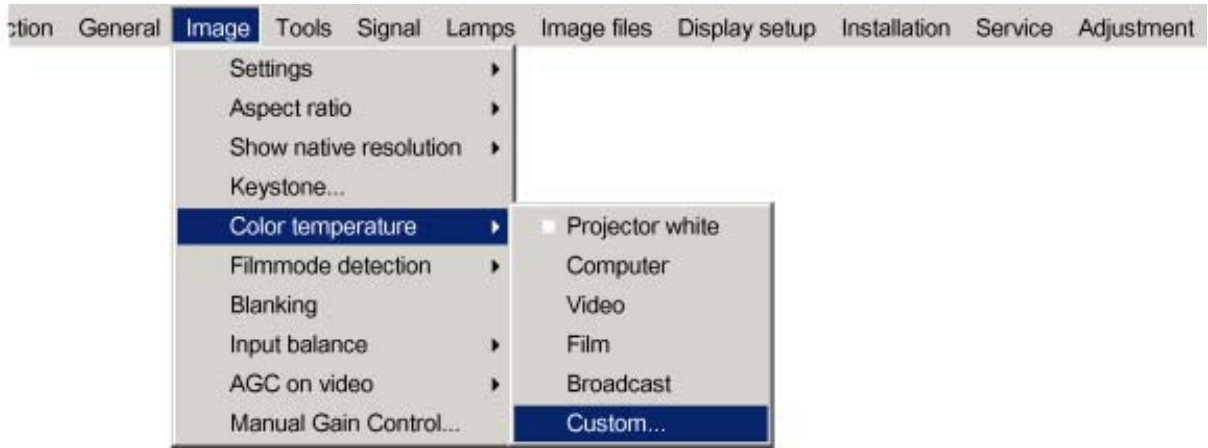 ction General Image Tools Signal Lamps Image files Display setup Installation Service Adjustment
Settings
Aspect ratio
Show native resolution
Keystone...
Color temperature
Filmmode detection
Blanking
Input balance
AGC on video
Manual Gain Control...
Projector white
Computer
Video
Film
Broadcast
Custom...